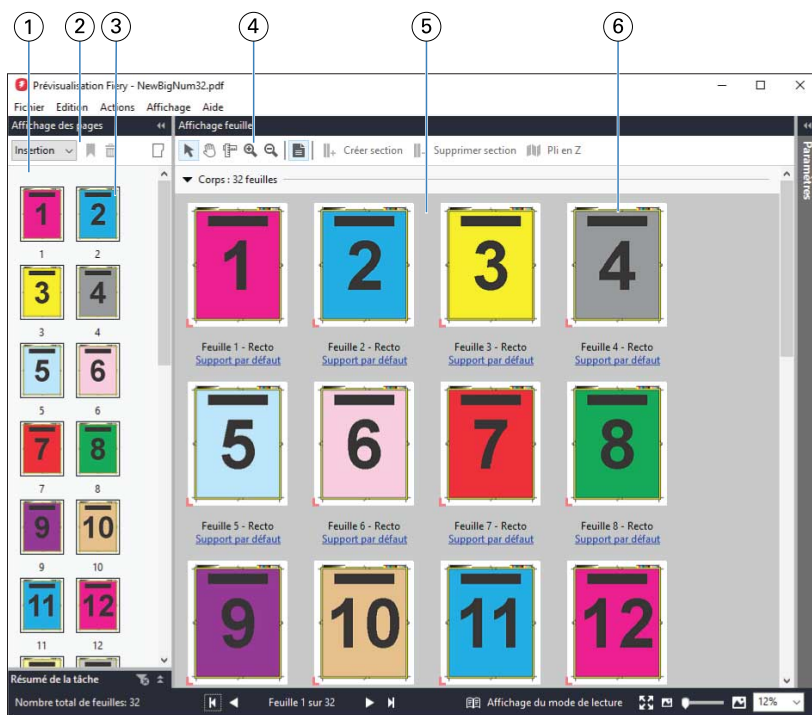 1 2 3 4 5 6
Prévisualisation Fiery - NewBigNum32.pdf
Fichier Edition Actions Affichage Aide
Affichage des pages
Affichage feuille
Insertion
Créer section Supprimer section Pli en Z
Paramètres
Corps : 32 feuilles
1 2
1 2
3 4
3 4
5 6
5 6
7 8
7 8
9 10
9 10
11 12
11 12
1 2 3 4
Feuille 1 - Recto Feuille 2 - Recto Feuille 3 - Recto Feuille 4 - Recto
Support par défaut Support par défaut Support par défaut Support par défaut
5 6 7 8
Feuille 5 - Recto Feuille 6 - Recto Feuille 7 - Recto Feuille 8 - Recto
Support par défaut Support par défaut Support par défaut Support par défaut
9 10 11 12
Résumé de la tâche
Nombre total de feuilles: 32
Feuille 1 sur 32
Affichage du mode de lecture
12%